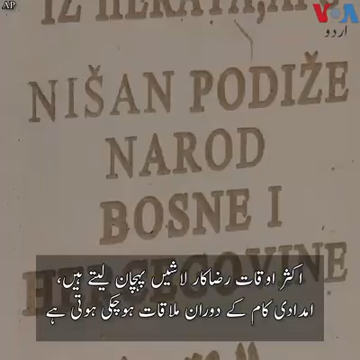 AP
VOA
اردو
IZ HERATA,
NIŠAN PODIŽE
NAROD
BOSNE I
HERCEGOVINE
اکثر اوقات رضاکار لاشیں پہچان لیتے ہیں،
امدادی کام کے دوران ملاقات ہو چکی ہوتی ہے